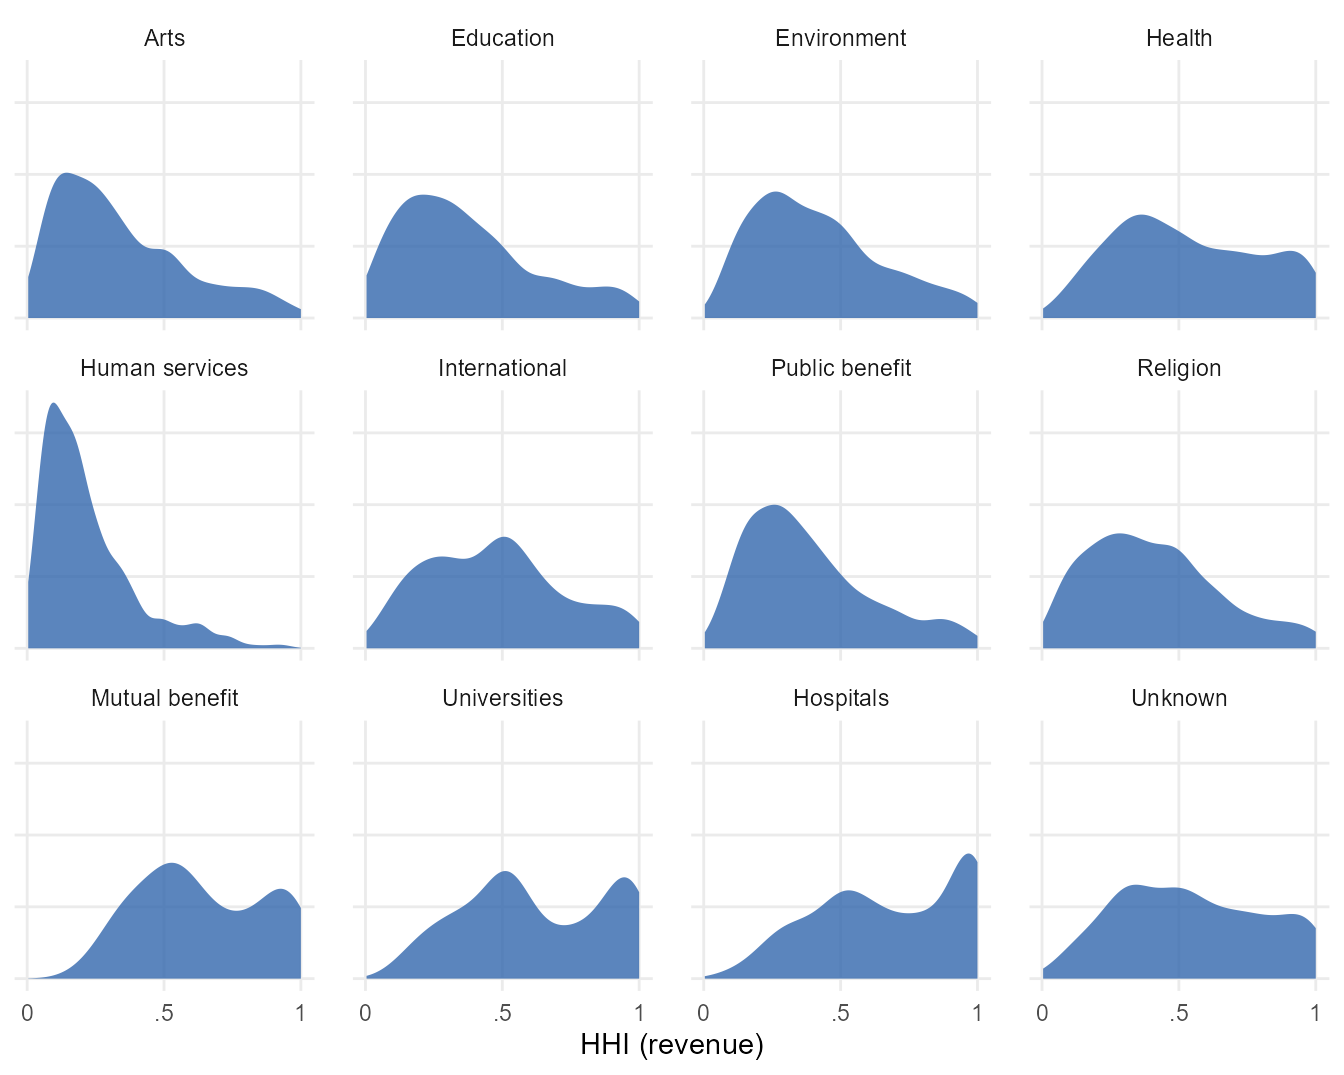 Arts Education Environment Health
Human services International Public benefit Religion
Mutual benefit Universities Hospitals Unknown
0 .5 1 0 .5 1 0 .5 1 0 .5 1
HHI (revenue)